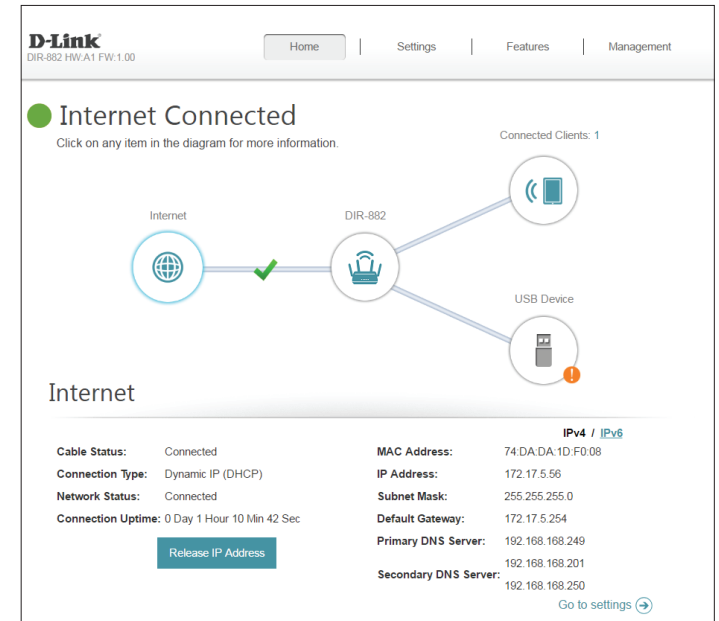 D-Link
DIR-882 HW:A1 FW:1.00
Home | Settings | Features | Management
Internet Connected
Click on any item in the diagram for more information.
Connected Clients: 1
Internet
DIR-882
USB Device
Internet
IPv4 / IPv6
Cable Status: Connected
Connection Type: Dynamic IP (DHCP)
Network Status: Connected
Connection Uptime: 0 Day 1 Hour 10 Min 42 Sec
Release IP Address
MAC Address: 74:DA:DA:1D:F0:08
IP Address: 172.17.5.56
Subnet Mask: 255.255.255.0
Default Gateway: 172.17.5.254
Primary DNS Server: 192.168.168.249
Secondary DNS Server: 192.168.168.201
192.168.168.250
Go to settings